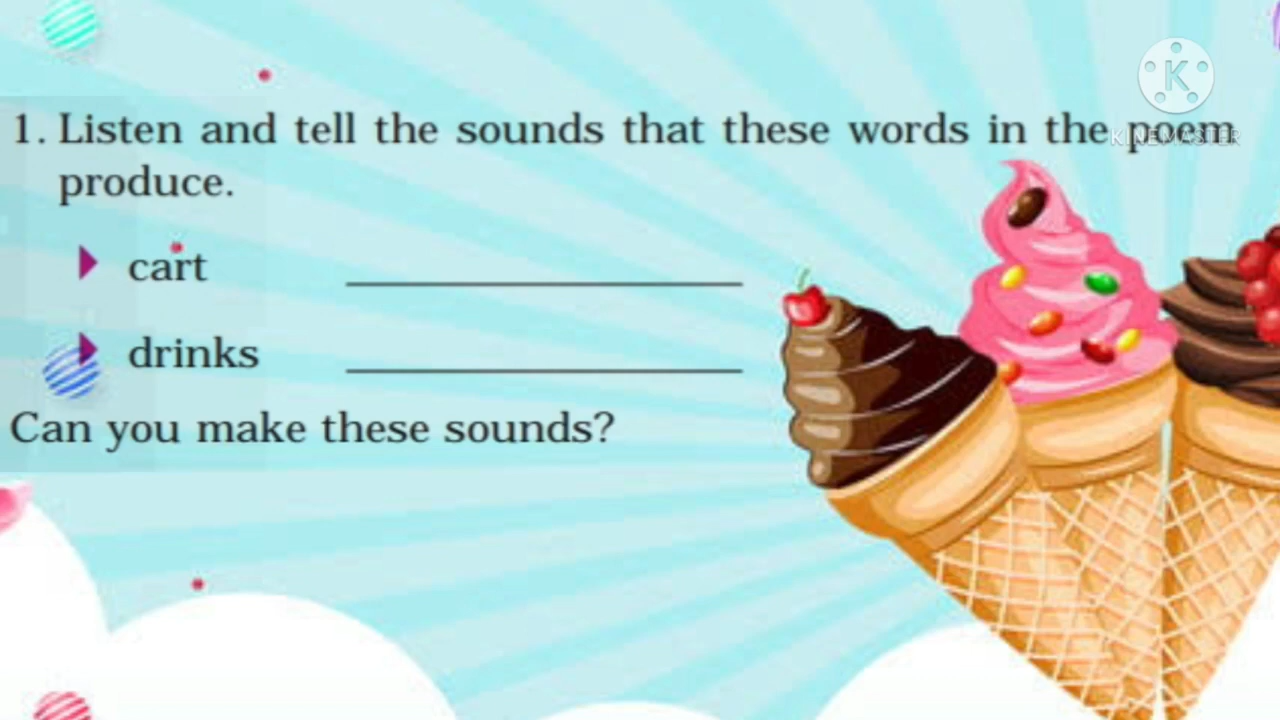 1. Listen and tell the sounds that these words in the poem
produce.
cart
drinks
Can you make these sounds?
K
KINEMASTER